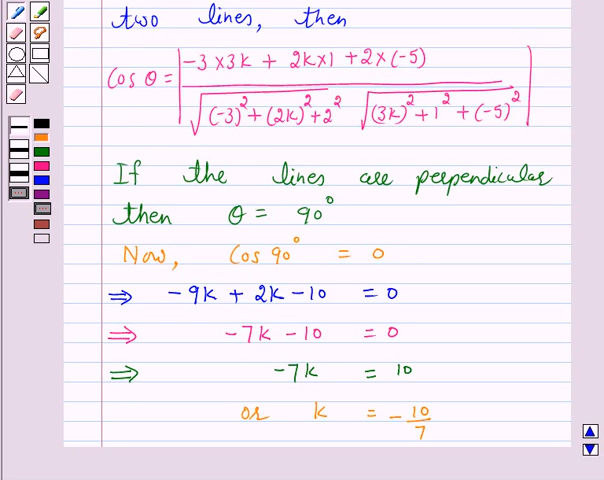 two lines, then
Cos θ = |(-3×3k + 2k×1 + 2×(-5)) / (√((-3)² + (2k)² + 2²) √((3k)² + 1² + (-5)²))|
If the lines are perpendicular
then θ = 90°
Now, Cos 90° = 0
⇒ -9k + 2k - 10 = 0
⇒ -7k - 10 = 0
⇒ -7k = 10
or k = -10/7